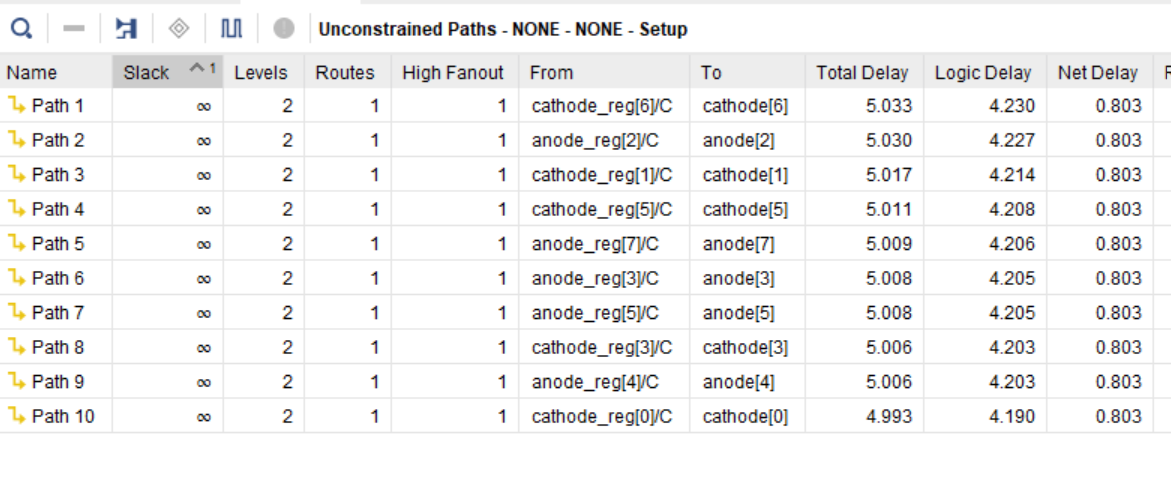 Unconstrained Paths - NONE - NONE - Setup
Name Slack ^1 Levels Routes High Fanout From To Total Delay Logic Delay Net Delay
Path 1 ∞ 2 1 1 cathode_reg[6]/C cathode[6] 5.033 4.230 0.803
Path 2 ∞ 2 1 1 anode_reg[2]/C anode[2] 5.030 4.227 0.803
Path 3 ∞ 2 1 1 cathode_reg[1]/C cathode[1] 5.017 4.214 0.803
Path 4 ∞ 2 1 1 cathode_reg[5]/C cathode[5] 5.011 4.208 0.803
Path 5 ∞ 2 1 1 anode_reg[7]/C anode[7] 5.009 4.206 0.803
Path 6 ∞ 2 1 1 anode_reg[3]/C anode[3] 5.008 4.205 0.803
Path 7 ∞ 2 1 1 anode_reg[5]/C anode[5] 5.008 4.205 0.803
Path 8 ∞ 2 1 1 cathode_reg[3]/C cathode[3] 5.006 4.203 0.803
Path 9 ∞ 2 1 1 anode_reg[4]/C anode[4] 5.006 4.203 0.803
Path 10 ∞ 2 1 1 cathode_reg[0]/C cathode[0] 4.993 4.190 0.803